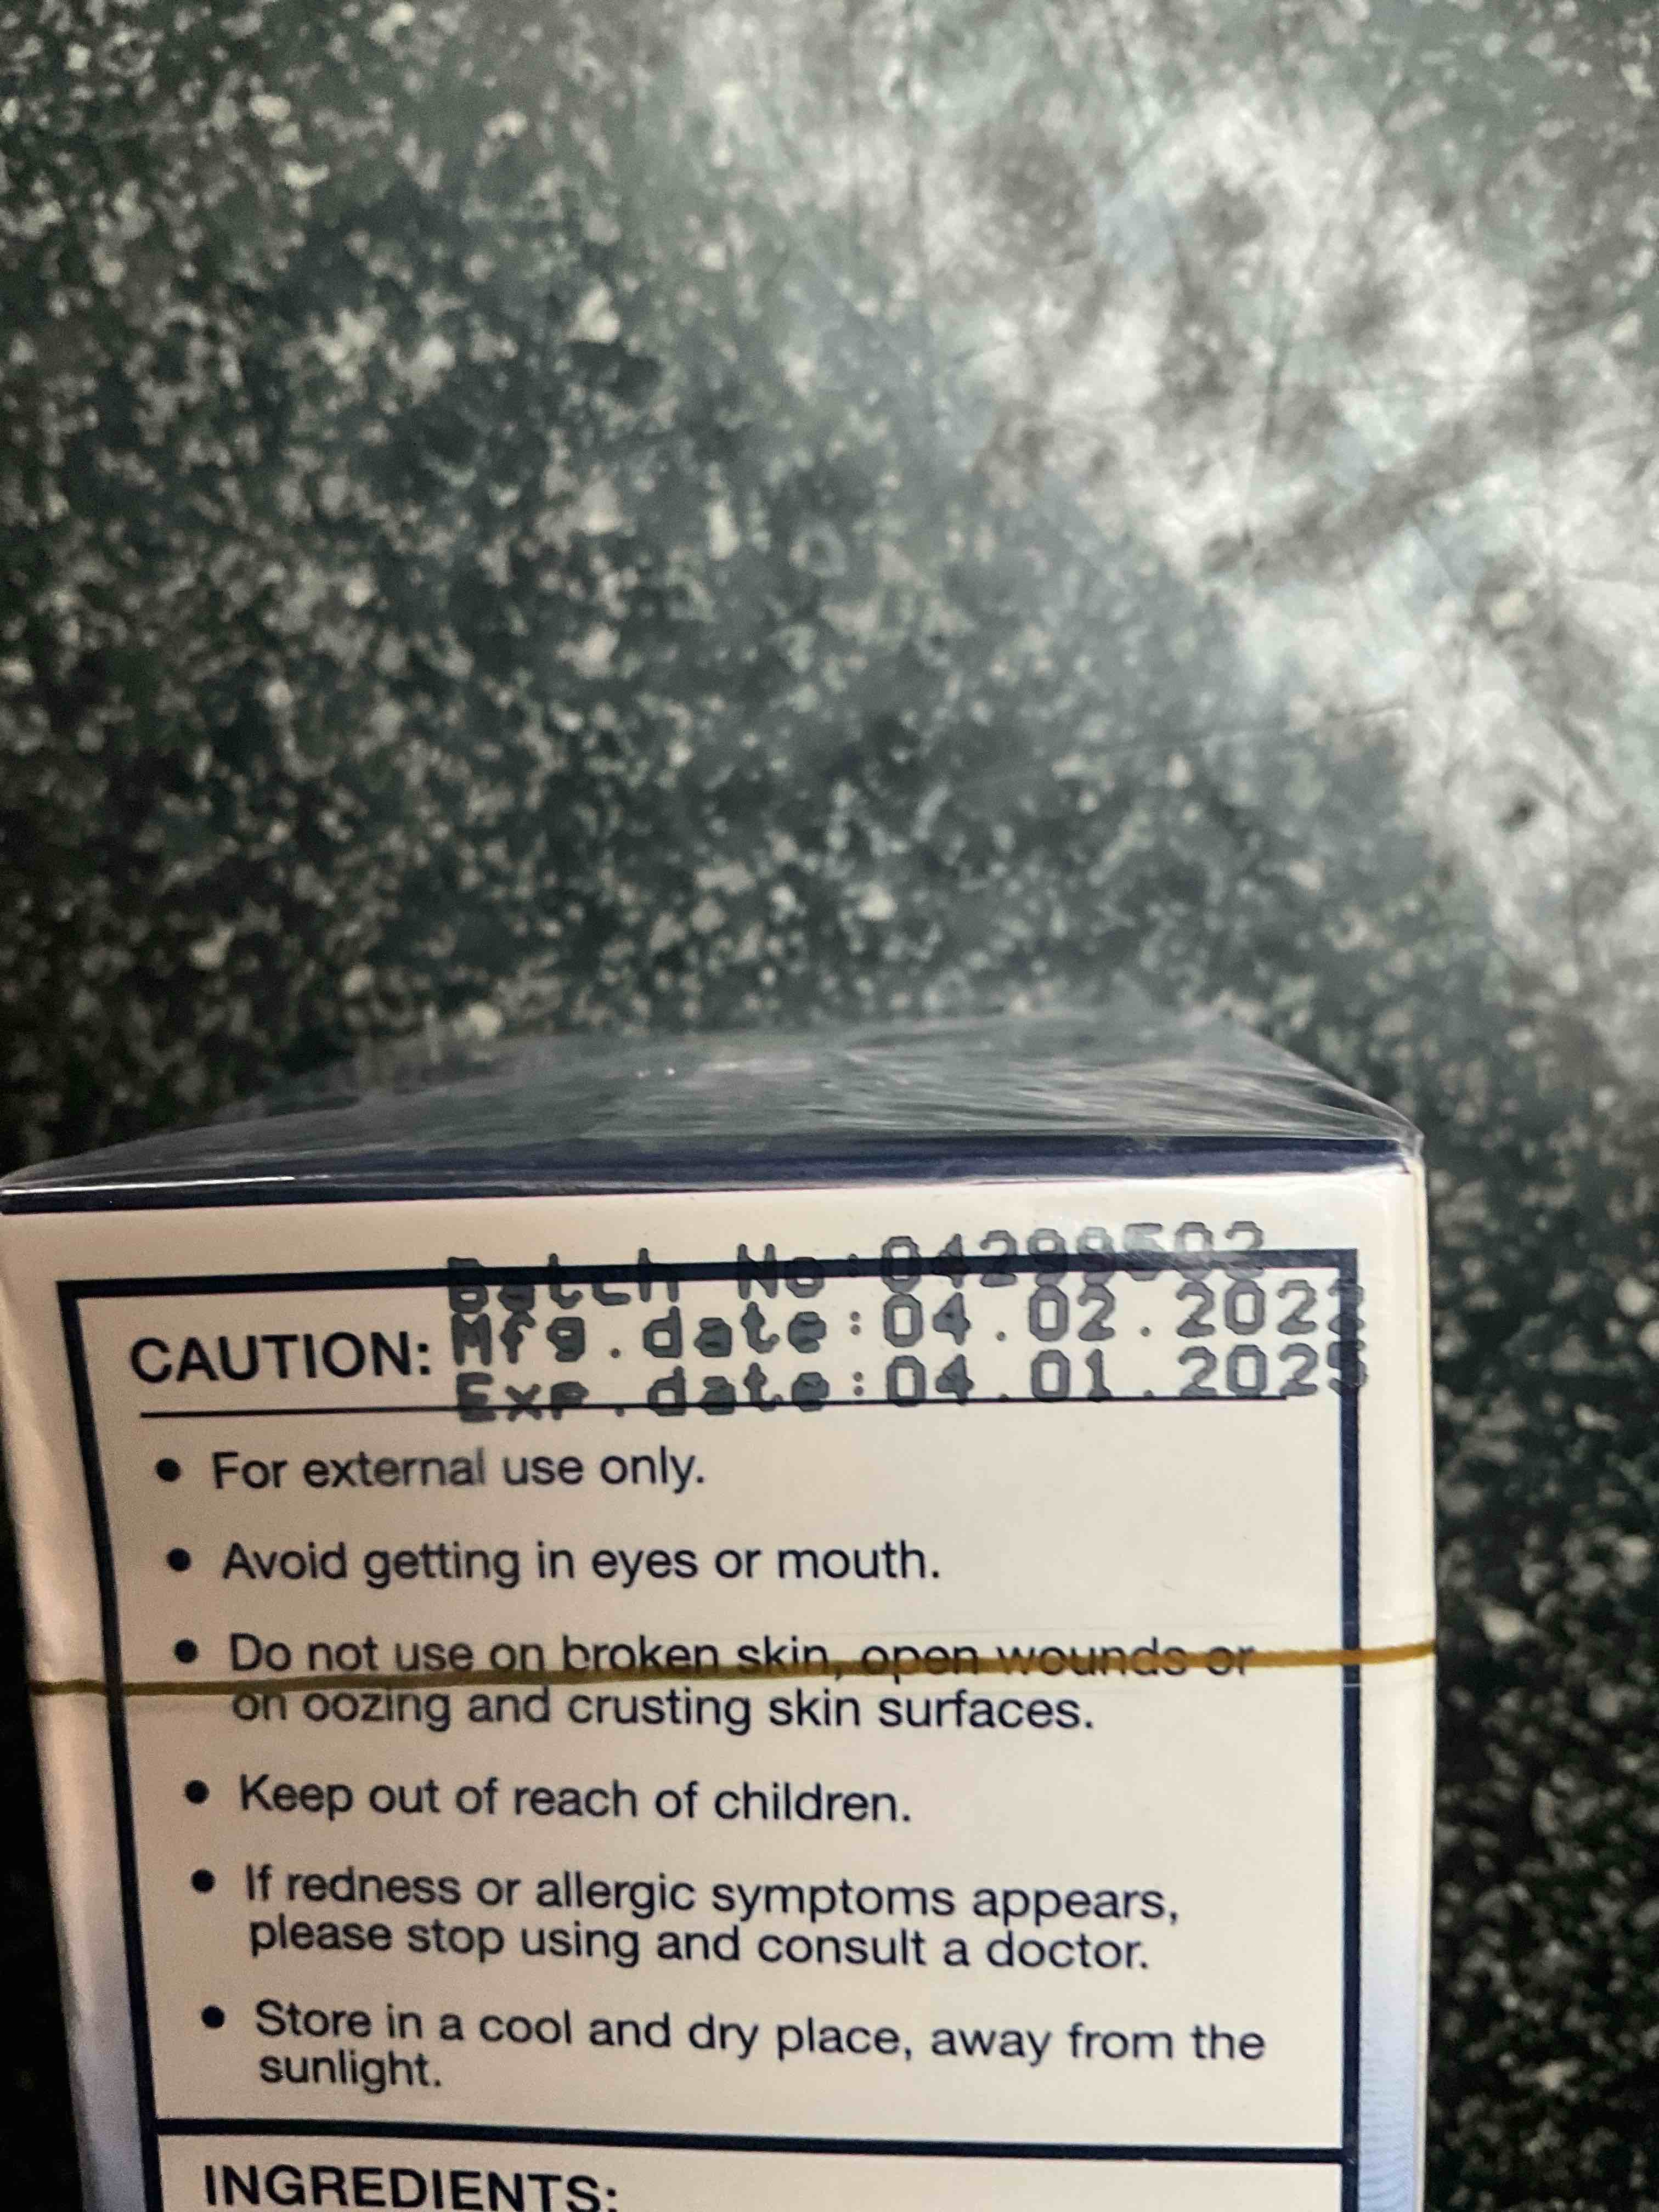 Batch No:04299502
Mfg.date:04.02.2022
CAUTION:
Exp.date:04.01.2025
• For external use only.
• Avoid getting in eyes or mouth.
• Do not use on broken skin, open wounds or
on oozing and crusting skin surfaces.
• Keep out of reach of children.
• If redness or allergic symptoms appears,
please stop using and consult a doctor.
• Store in a cool and dry place, away from the
sunlight.
INGREDIENTS: